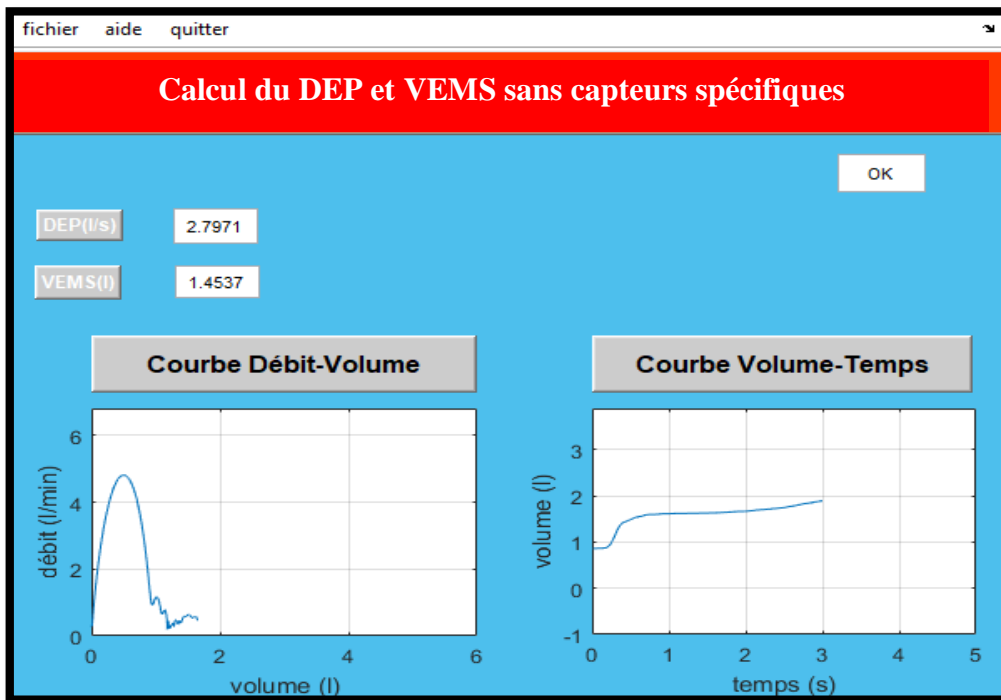 fichier aide quitter
Calcul du DEP et VEMS sans capteurs spécifiques
OK
DEP(l/s) 2.7971
VEMS(l) 1.4537
Courbe Débit-Volume
débit (l/min)
6
4
2
0
0 2 4 6
volume (l)
Courbe Volume-Temps
volume (l)
3
2
1
0
-1
0 1 2 3 4 5
temps (s)